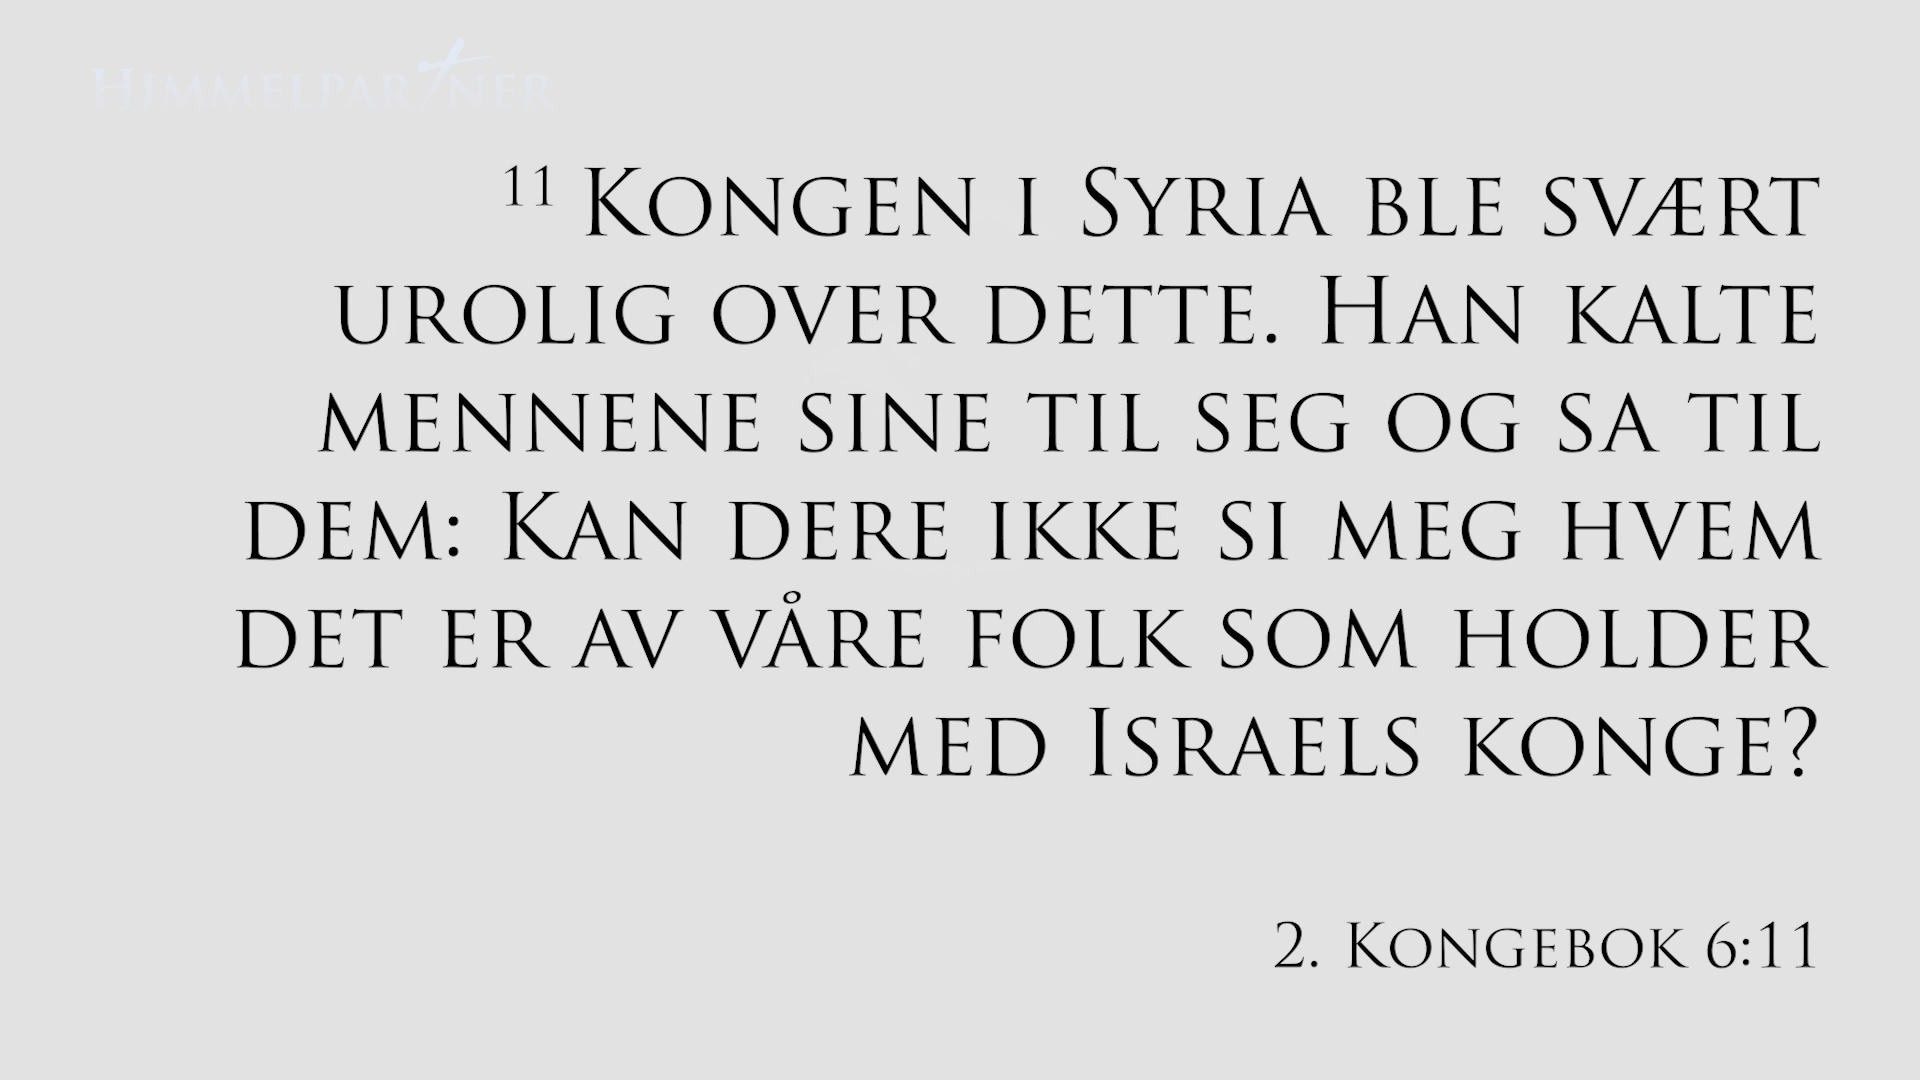 Himmelpartner
11 Kongen i Syria ble svært
urolig over dette. Han kalte
mennene sine til seg og sa til
dem: Kan dere ikke si meg hvem
det er av våre folk som holder
med Israels konge?
2. Kongebok 6:11